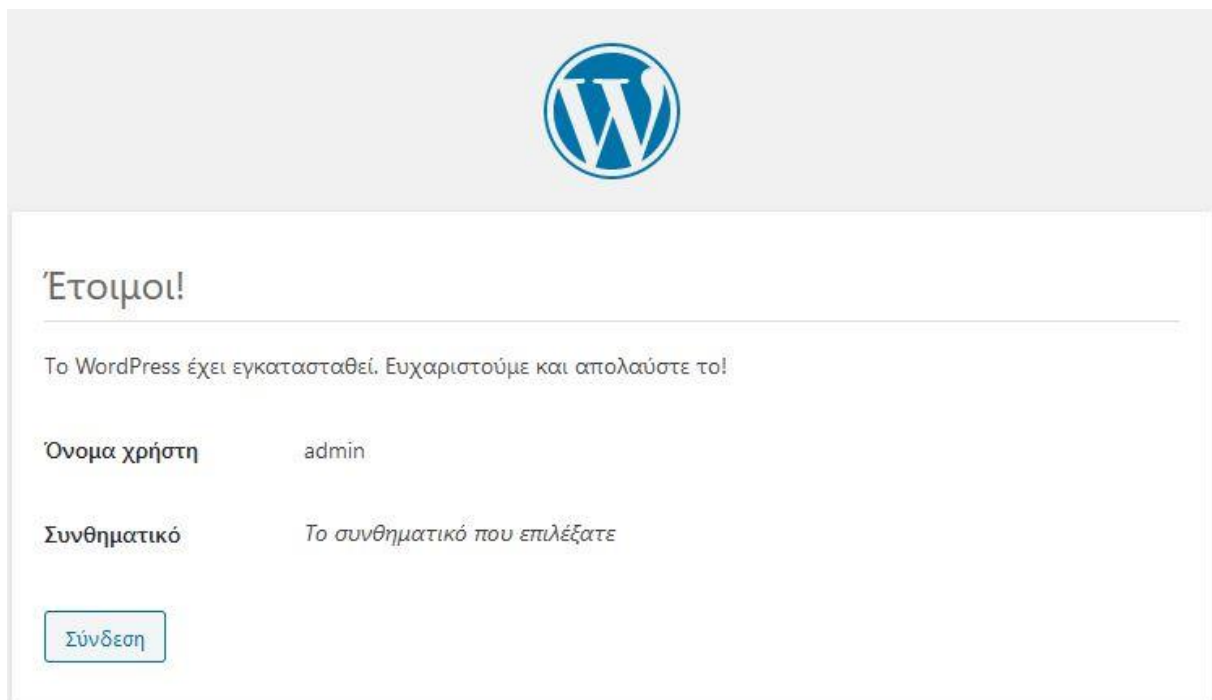 Έτοιμοι!
Το WordPress έχει εγκατασταθεί. Ευχαριστούμε και απολαύστε το!
Όνομα χρήστη admin
Συνθηματικό Το συνθηματικό που επιλέξατε
Σύνδεση